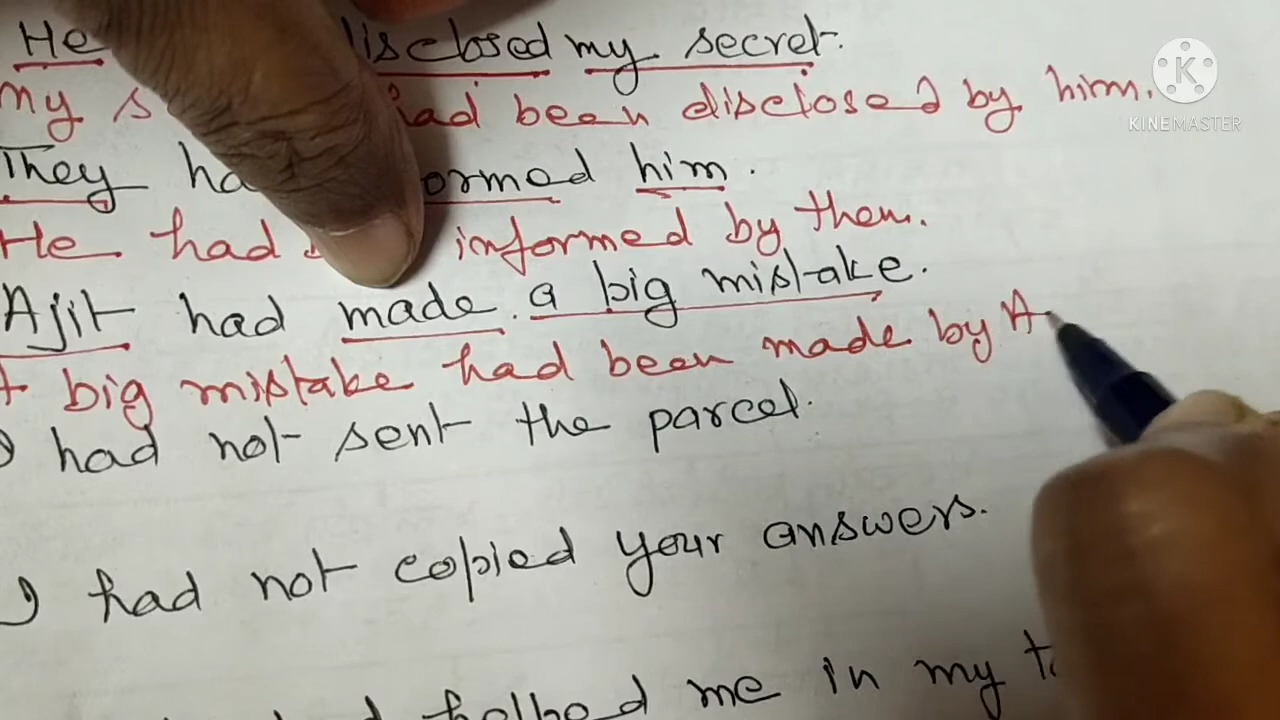 He disclosed my secret.
my had been disclosed by him.
KINEMASTER
They him.
He had informed by them.
Ajit had made a big mistake.
A big mistake had been made by A
I had not sent the parcel.
I had not copied your answers.
helped me in my